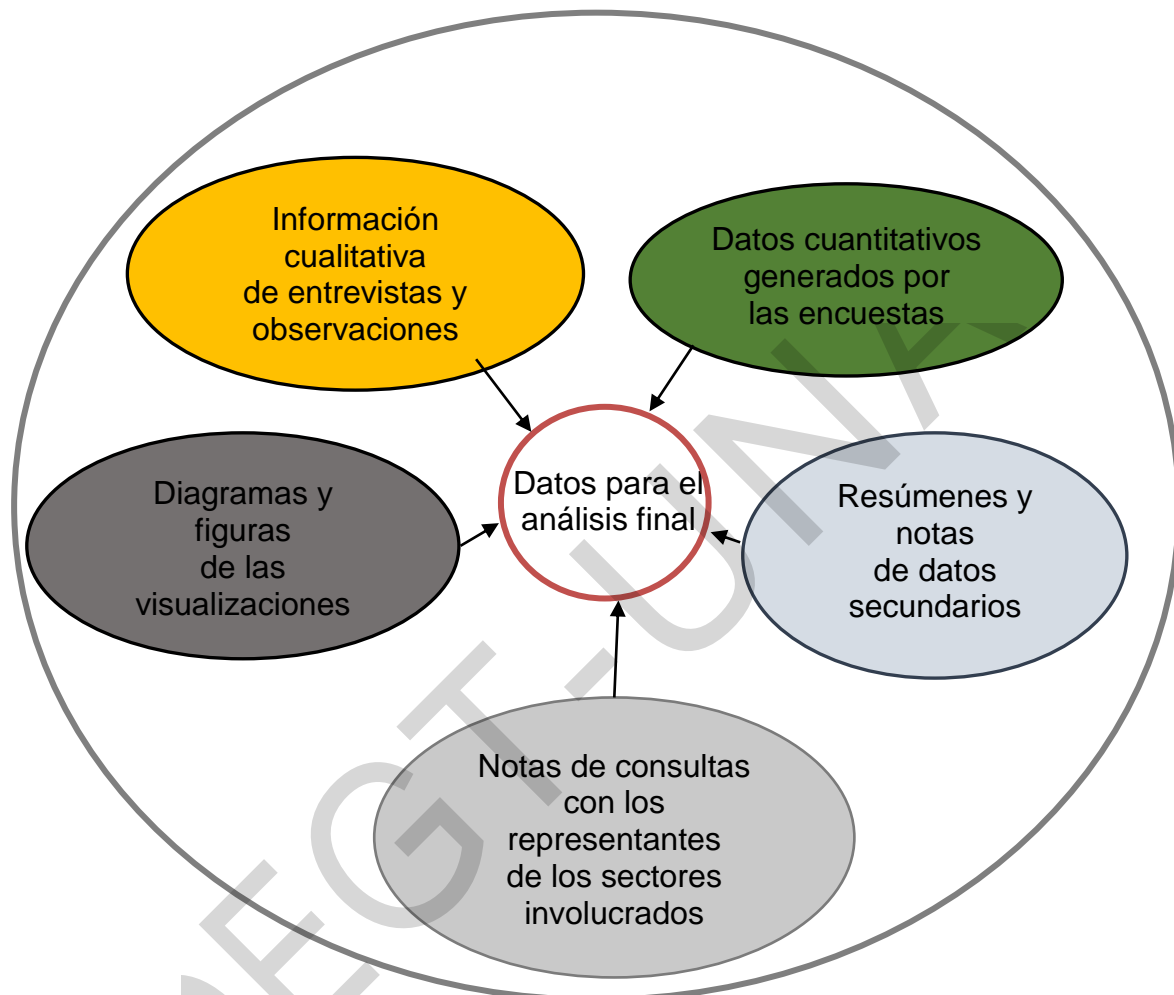 Información
cualitativa
de entrevistas y
observaciones
Datos cuantitativos
generados por
las encuestas
Datos para el
análisis final
Diagramas y
figuras
de las
visualizaciones
Resúmenes y
notas
de datos
secundarios
Notas de consultas
con los
representantes
de los sectores
involucrados